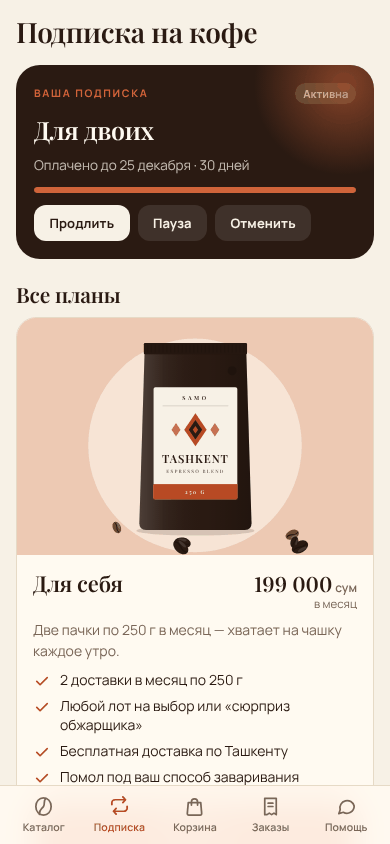 Подписка на кофе
ВАША ПОДПИСКА
Активна
Для двоих
Оплачено до 25 декабря · 30 дней
Продлить
Пауза
Отменить
Все планы
SAMO
TASHKENT
ESPRESSO BLEND
250 G
Для себя
199 000 сум
в месяц
Две пачки по 250 г в месяц — хватает на чашку
каждое утро.
2 доставки в месяц по 250 г
Любой лот на выбор или «сюрприз
обжарщика»
Бесплатная доставка по Ташкенту
Помол под ваш способ заваривания
Каталог
Подписка
Корзина
Заказы
Помощь